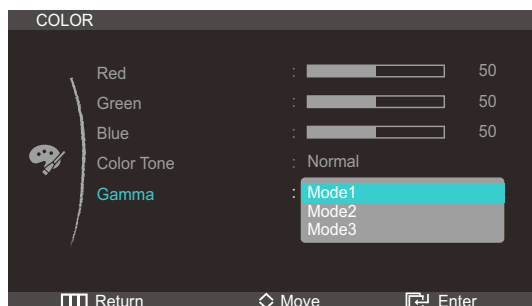 COLOR
Red : 50
Green : 50
Blue : 50
Color Tone : Normal
Gamma : Mode1
Mode2
Mode3
Return Move Enter